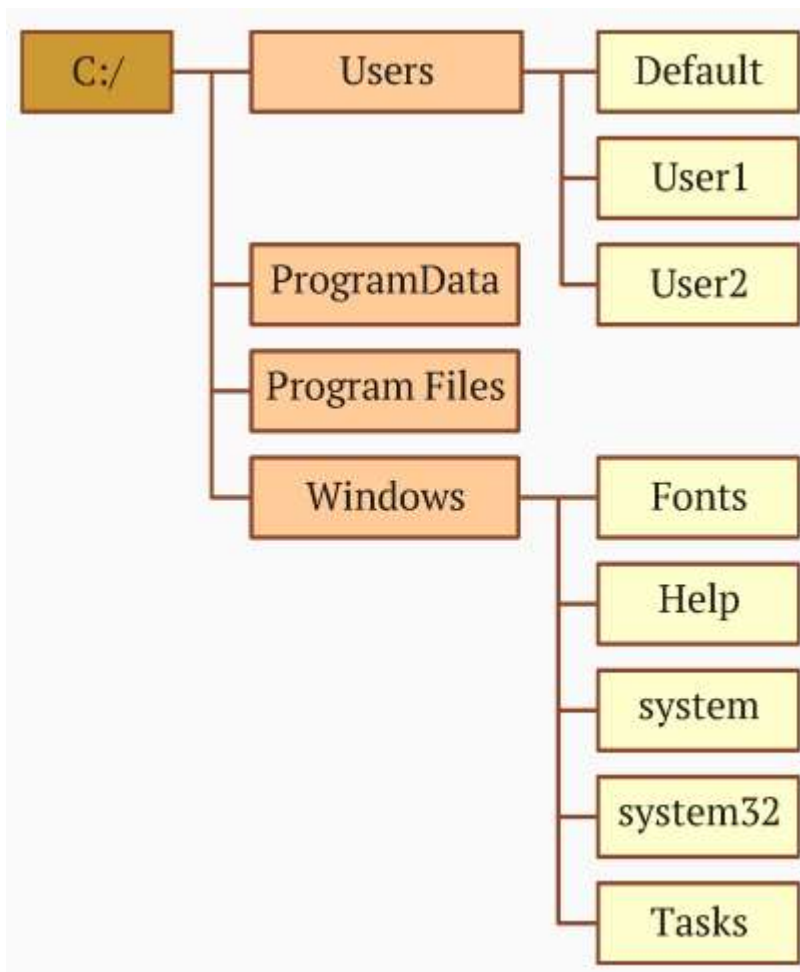 C:/
Users
Default
User1
User2
ProgramData
Program Files
Windows
Fonts
Help
system
system32
Tasks